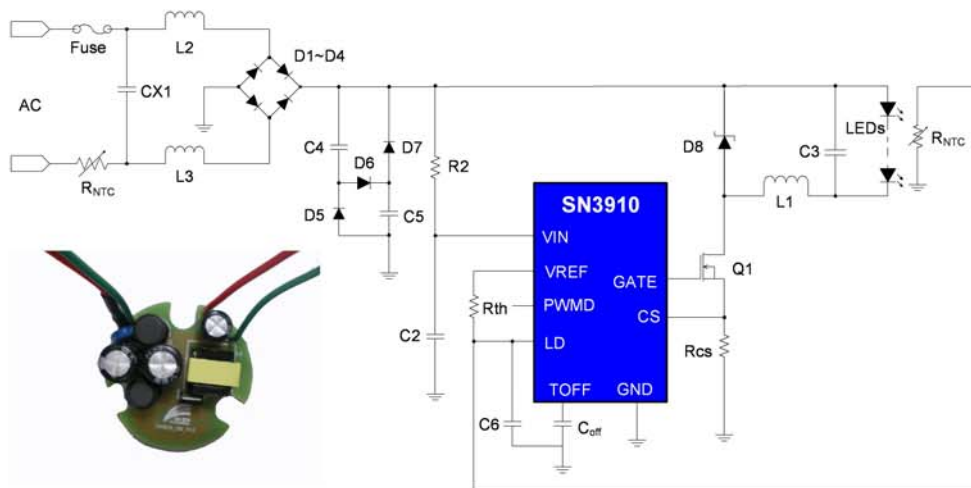 Fuse
L2
D1~D4
AC
CX1
L3
RNTC
C4
D7
D6
D5
C5
R2
C2
D8
C3
LEDs
RNTC
L1
SN3910
VIN
VREF
GATE
Q1
Rth
PWMD
CS
LD
Rcs
TOFF
GND
C6
Coff